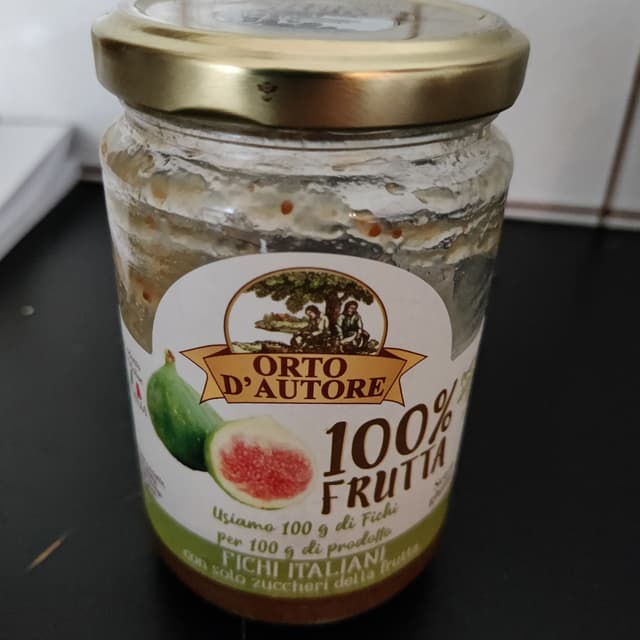 ORTO
D'AUTORE
100%
FRUTTA
Usiamo 100 g di Fichi
per 100 g di prodotto
FICHI ITALIANI
con solo zuccheri della frutta